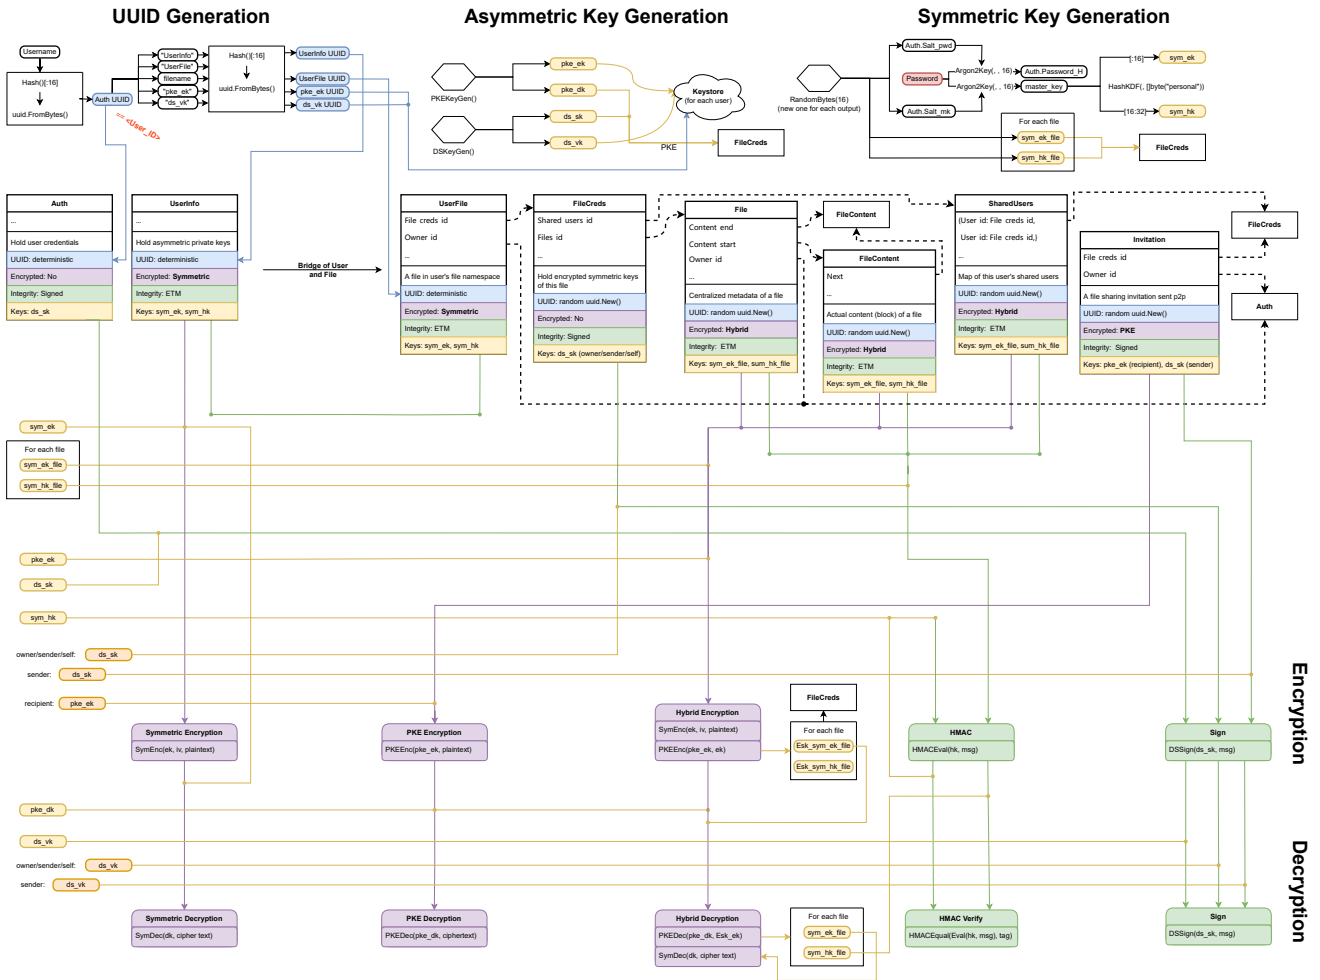 UUID Generation
Asymmetric Key Generation
Symmetric Key Generation
Username
Hash()[:16]
uuid.FromBytes()
Auth UUID
== <User_ID>
"UserInfo"
"UserFile"
filename
"pke_ek"
"ds_vk"
Hash()[:16]
uuid.FromBytes()
UserInfo UUID
UserFile UUID
pke_ek UUID
ds_vk UUID
PKEKeyGen()
DSKeyGen()
pke_ek
pke_dk
ds_sk
ds_vk
Keystore
(for each user)
PKE
FileCreds
RandomBytes(16)
(new one for each output)
Auth.Salt_pwd
Password
Auth.Salt_mk
Argon2Key(, , 16)
Argon2Key(, , 16)
Auth.Password_H
master_key
[:16]
HashKDF(, []byte("personal"))
[16:32]
sym_ek
sym_hk
For each file
sym_ek_file
sym_hk_file
FileCreds
Auth
...
Hold user credentials
UUID: deterministic
Encrypted: No
Integrity: Signed
Keys: ds_sk
UserInfo
...
Hold asymmetric private keys
UUID: deterministic
Encrypted: Symmetric
Integrity: ETM
Keys: sym_ek, sym_hk
Bridge of User
and File
UserFile
File creds id
Owner id
...
A file in user's file namespace
UUID: deterministic
Encrypted: Symmetric
Integrity: ETM
Keys: sym_ek, sym_hk
FileCreds
Shared users id
Files id
...
Hold encrypted symmetric keys
of this file
UUID: random uuid.New()
Encrypted: No
Integrity: Signed
Keys: ds_sk (owner/sender/self)
File
Content end
Content start
Owner id
...
Centralized metadata of a file
UUID: random uuid.New()
Encrypted: Hybrid
Integrity: ETM
Keys: sym_ek_file, sum_hk_file
FileContent
FileContent
Next
...
Actual content (block) of a file
UUID: random uuid.New()
Encrypted: Hybrid
Integrity: ETM
Keys: sym_ek_file, sym_hk_file
SharedUsers
{User id: File creds id,
User id: File creds id,}
...
Map of this user's shared users
UUID: random uuid.New()
Encrypted: Hybrid
Integrity: ETM
Keys: sym_ek_file, sum_hk_file
Invitation
File creds id
Owner id
A file sharing invitation sent p2p
UUID: random uuid.New()
Encrypted: PKE
Integrity: Signed
Keys: pke_ek (recipient), ds_sk (sender)
FileCreds
Auth
sym_ek
For each file
sym_ek_file
sym_hk_file
pke_ek
ds_sk
sym_hk
owner/sender/self:
ds_sk
sender:
ds_sk
recipient:
pke_ek
Symmetric Encryption
SymEnc(ek, iv, plaintext)
PKE Encryption
PKEEnc(pke_ek, plaintext)
Hybrid Encryption
SymEnc(ek, iv, plaintext)
PKEEnc(pke_ek, ek)
FileCreds
For each file
Esk_sym_ek_file
Esk_sym_hk_file
HMAC
HMACEval(hk, msg)
Sign
DSSign(ds_sk, msg)
Encryption
pke_dk
ds_vk
owner/sender/self:
ds_vk
sender:
ds_vk
Decryption
Symmetric Decryption
SymDec(dk, cipher text)
PKE Decryption
PKEDec(pke_dk, ciphertext)
Hybrid Decryption
PKEDec(pke_dk, Esk_ek)
SymDec(dk, cipher text)
For each file
sym_ek_file
sym_hk_file
HMAC Verify
HMACEqual(Eval(hk, msg), tag)
Sign
DSSign(ds_sk, msg)